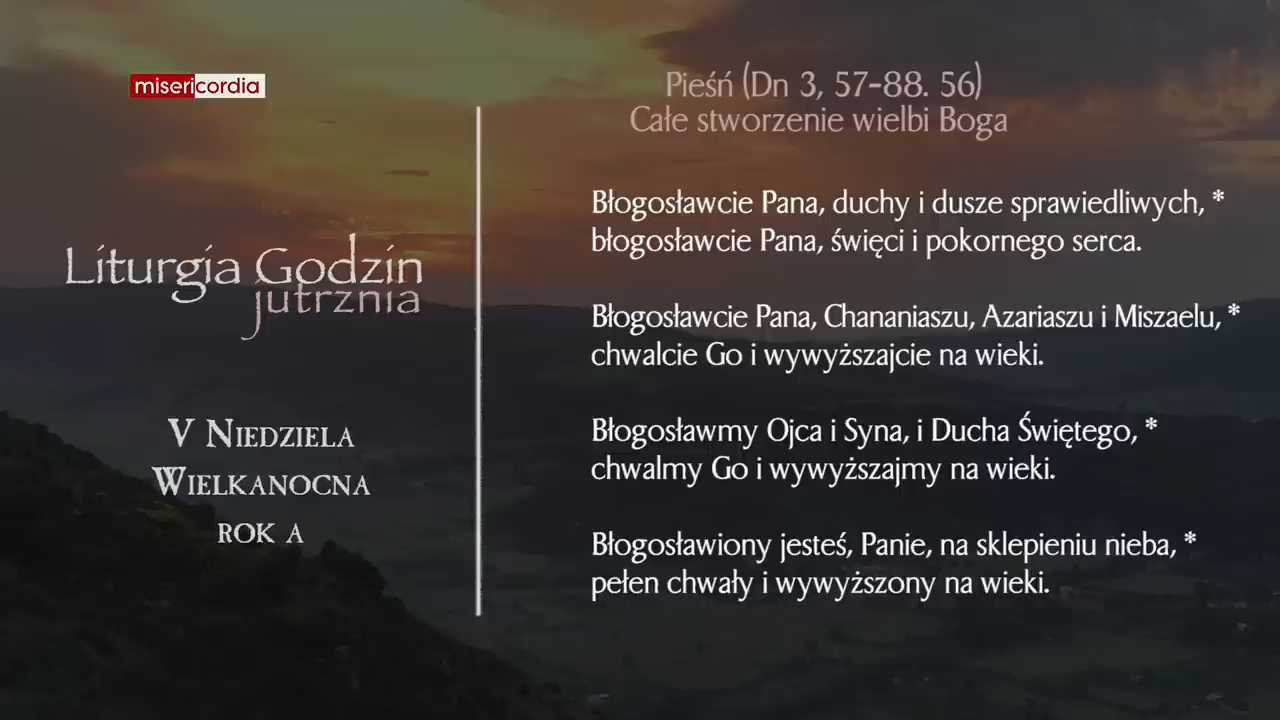 misericordia
Liturgia Godzin
jutrznia
V Niedziela
Wielkanocna
rok a
Pieśń (Dn 3, 57-88. 56)
Całe stworzenie wielbi Boga
Błogosławcie Pana, duchy i dusze sprawiedliwych, *
błogosławcie Pana, święci i pokornego serca.
Błogosławcie Pana, Chananiaszu, Azariaszu i Miszaelu, *
chwalcie Go i wywyższajcie na wieki.
Błogosławmy Ojca i Syna, i Ducha Świętego, *
chwalmy Go i wywyższajmy na wieki.
Błogosławiony jesteś, Panie, na sklepieniu nieba, *
pełen chwały i wywyższony na wieki.